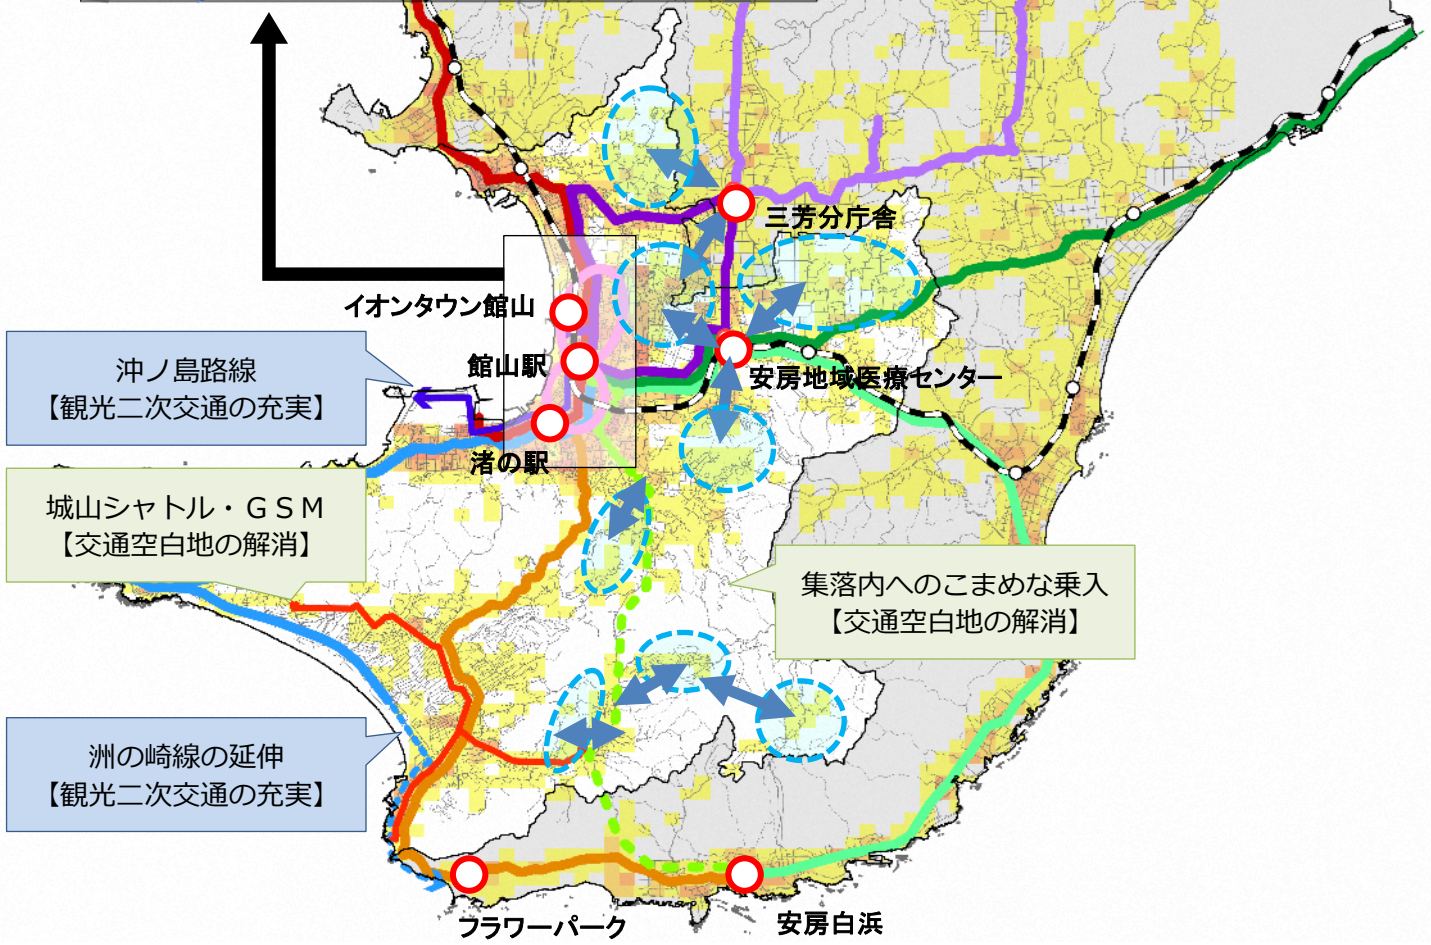 三芳分庁舎
イオンタウン館山
館山駅
安房地域医療センター
沖ノ島路線
【観光二次交通の充実】
渚の駅
城山シャトル・ＧＳＭ
【交通空白地の解消】
集落内へのこまめな乗入
【交通空白地の解消】
洲の崎線の延伸
【観光二次交通の充実】
フラワーパーク
安房白浜